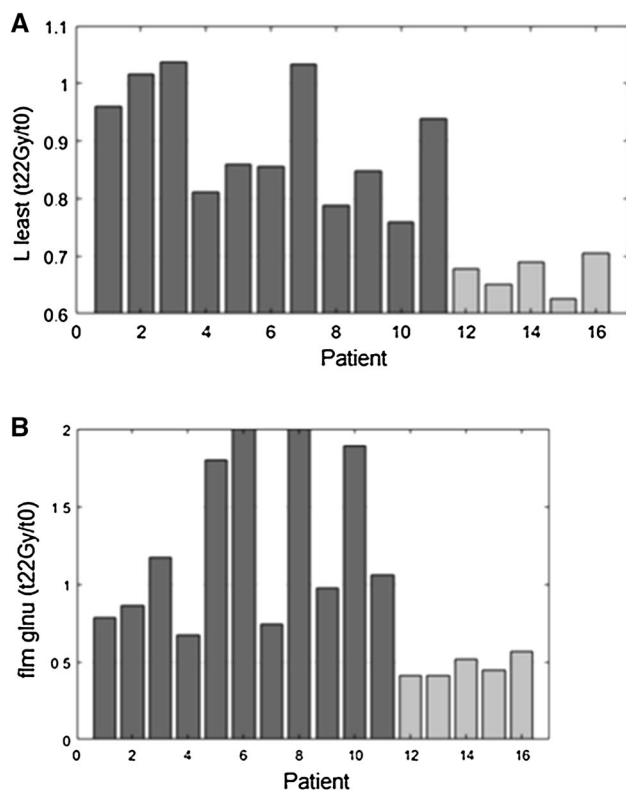 A
1.1
1
0.9
0.8
0.7
0.6
L least (t22Gy/t0)
0 2 4 6 8 10 12 14 16
Patient
B
2
1 5
1
0 5
0
flm glnu (t22Gy/t0)
0 2 4 6 8 10 12 14 16
Patient